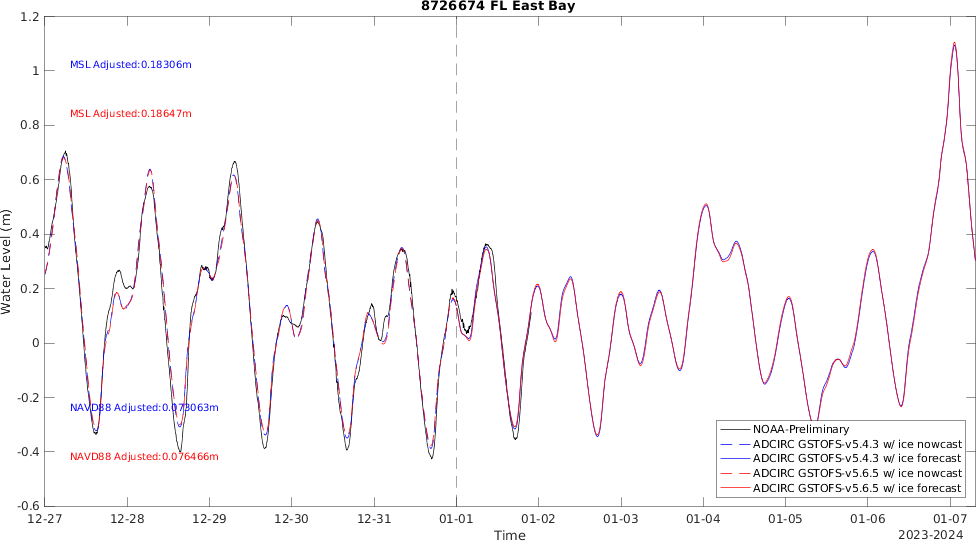 8726674 FL East Bay
1.2
1
0.8
0.6
0.4
0.2
0
-0.2
-0.4
-0.6
Water Level (m)
MSL Adjusted:0.18306m
MSL Adjusted:0.18647m
NAVD88 Adjusted:0.073063m
NAVD88 Adjusted:0.076466m
NOAA-Preliminary
ADCIRC GSTOFS-v5.4.3 w/ ice nowcast
ADCIRC GSTOFS-v5.4.3 w/ ice forecast
ADCIRC GSTOFS-v5.6.5 w/ ice nowcast
ADCIRC GSTOFS-v5.6.5 w/ ice forecast
12-27 12-28 12-29 12-30 12-31 01-01 01-02 01-03 01-04 01-05 01-06 01-07
Time
2023-2024